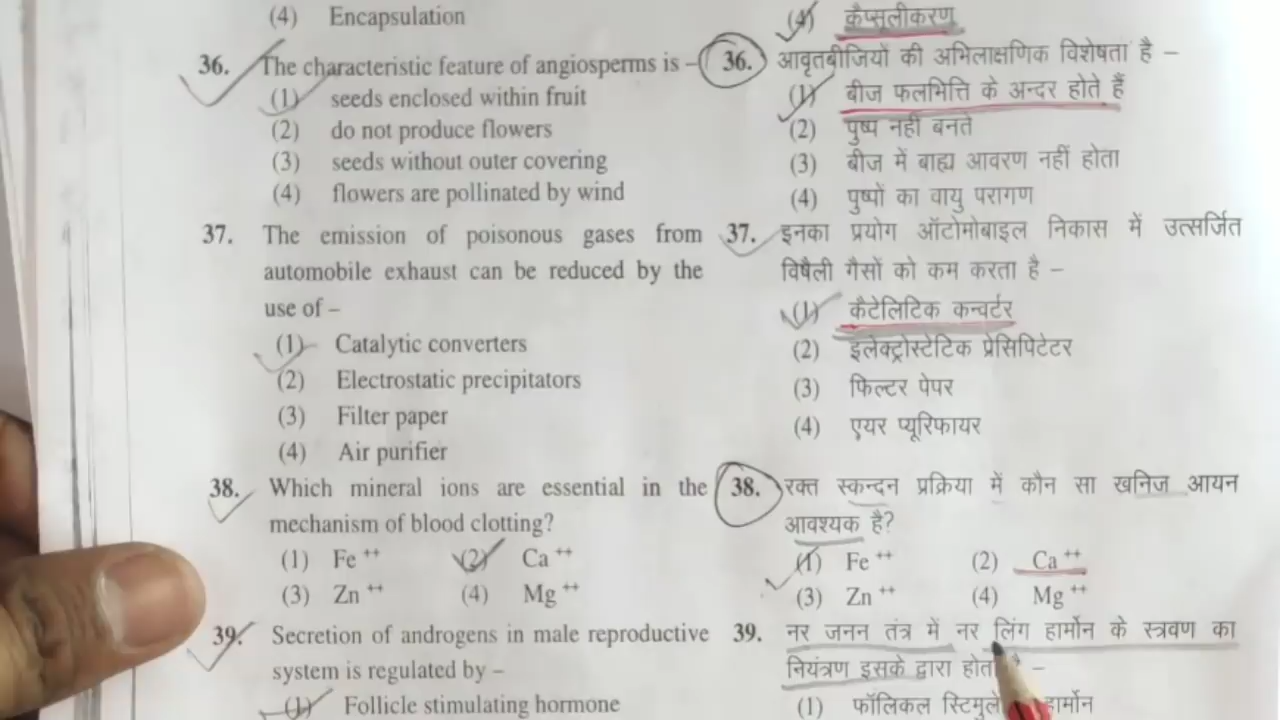 (4) Encapsulation
36. The characteristic feature of angiosperms is –
(1) seeds enclosed within fruit
(2) do not produce flowers
(3) seeds without outer covering
(4) flowers are pollinated by wind
37. The emission of poisonous gases from
automobile exhaust can be reduced by the
use of –
(1) Catalytic converters
(2) Electrostatic precipitators
(3) Filter paper
(4) Air purifier
38. Which mineral ions are essential in the
mechanism of blood clotting?
(1) Fe ++ (2) Ca ++
(3) Zn ++ (4) Mg ++
39. Secretion of androgens in male reproductive
system is regulated by –
(1) Follicle stimulating hormone
(4) कैप्सूलीकरण
36. आवृतबीजियों की अभिलाक्षणिक विशेषता है –
(1) बीज फलभित्ति के अन्दर होते हैं
(2) पुष्प नहीं बनते
(3) बीज में बाह्य आवरण नहीं होता
(4) पुष्पों का वायु परागण
37. इनका प्रयोग ऑटोमोबाइल निकास में उत्सर्जित
विषैली गैसों को कम करता है –
(1) कैटेलिटिक कन्वर्टर
(2) इलेक्ट्रोस्टेटिक प्रेसिपिटेटर
(3) फिल्टर पेपर
(4) एयर प्यूरिफायर
38. रक्त स्कन्दन प्रक्रिया में कौन सा खनिज आयन
आवश्यक है?
(1) Fe ++ (2) Ca ++
(3) Zn ++ (4) Mg ++
39. नर जनन तंत्र में नर लिंग हार्मोन के स्त्रवण का
नियंत्रण इसके द्वारा होता –
(1) फॉलिकल हार्मोन